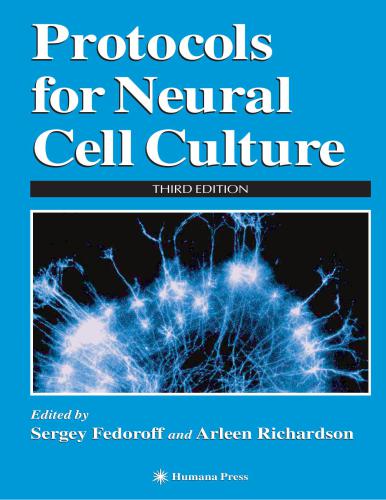 Protocols
for Neural
Cell Culture
THIRD EDITION
Edited by
Sergey Fedoroff and Arleen Richardson
Humana Press